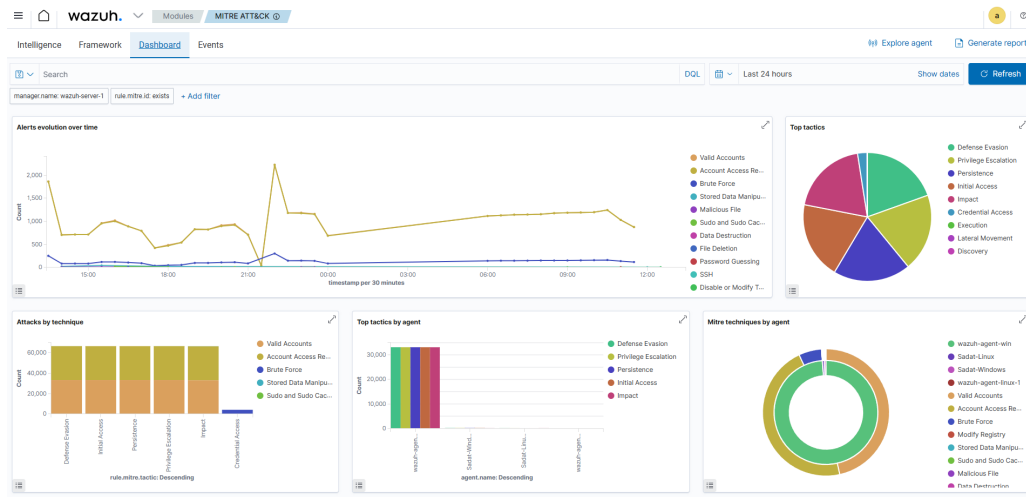 wazuh.
Modules
MITRE ATT&CK
a
Intelligence
Framework
Dashboard
Events
Explore agent
Generate report
Search
DQL
Last 24 hours
Show dates
Refresh
manager.name: wazuh-server-1
rule.mitre.id: exists
+ Add filter
Alerts evolution over time
Count
2,000
1,500
1,000
500
0
15:00
18:00
21:00
00:00
03:00
06:00
09:00
12:00
timestamp per 30 minutes
Valid Accounts
Account Access Re...
Brute Force
Stored Data Manipu...
Malicious File
Sudo and Sudo Cac...
Data Destruction
File Deletion
Password Guessing
SSH
Disable or Modify T...
Top tactics
Defense Evasion
Privilege Escalation
Persistence
Initial Access
Impact
Credential Access
Execution
Lateral Movement
Discovery
Attacks by technique
Count
60,000
40,000
20,000
0
Defense Evasion
Initial Access
Persistence
Privilege Escalation
Impact
Credential Access
rule.mitre.tactic: Descending
Valid Accounts
Account Access Re...
Brute Force
Stored Data Manipu...
Sudo and Sudo Cac...
Top tactics by agent
Count
30,000
20,000
10,000
0
wazuh-agen...
Sadat-Wind...
Sadat-Linu...
wazuh-agen...
agent.name: Descending
Defense Evasion
Privilege Escalation
Persistence
Initial Access
Impact
Mitre techniques by agent
wazuh-agent-win
Sadat-Linux
Sadat-Windows
wazuh-agent-linux-1
Valid Accounts
Account Access Re...
Brute Force
Modify Registry
Stored Data Manipu...
Sudo and Sudo Cac...
Malicious File
Data Destruction